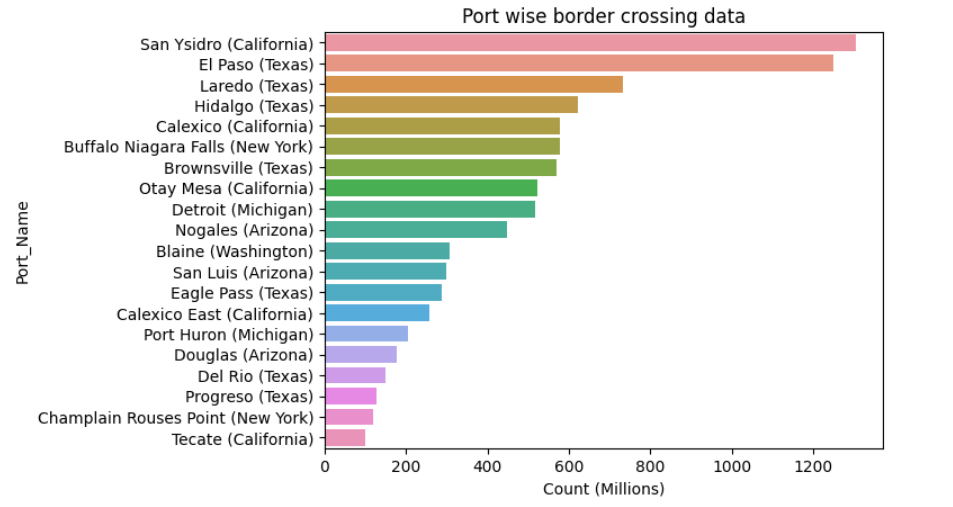 Port wise border crossing data
Port_Name
San Ysidro (California)
El Paso (Texas)
Laredo (Texas)
Hidalgo (Texas)
Calexico (California)
Buffalo Niagara Falls (New York)
Brownsville (Texas)
Otay Mesa (California)
Detroit (Michigan)
Nogales (Arizona)
Blaine (Washington)
San Luis (Arizona)
Eagle Pass (Texas)
Calexico East (California)
Port Huron (Michigan)
Douglas (Arizona)
Del Rio (Texas)
Progreso (Texas)
Champlain Rouses Point (New York)
Tecate (California)
0 200 400 600 800 1000 1200
Count (Millions)